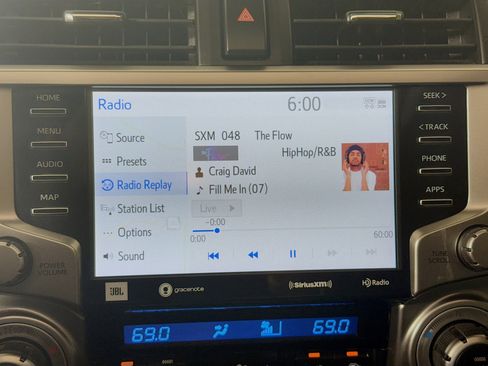 HOME
MENU
AUDIO
MAP
POWER
VOLUME
Radio
6:00
Source
Presets
Radio Replay
Station List
Options
Sound
SXM 048 The Flow
HipHop/R&B
Craig David
Fill Me In (07)
Live
-0:00
0:00
60:00
SEEK >
< TRACK
PHONE
APPS
TUNE
SCROLL
JBL
gracenote
SiriusXM
HD Radio
69.0
69.0